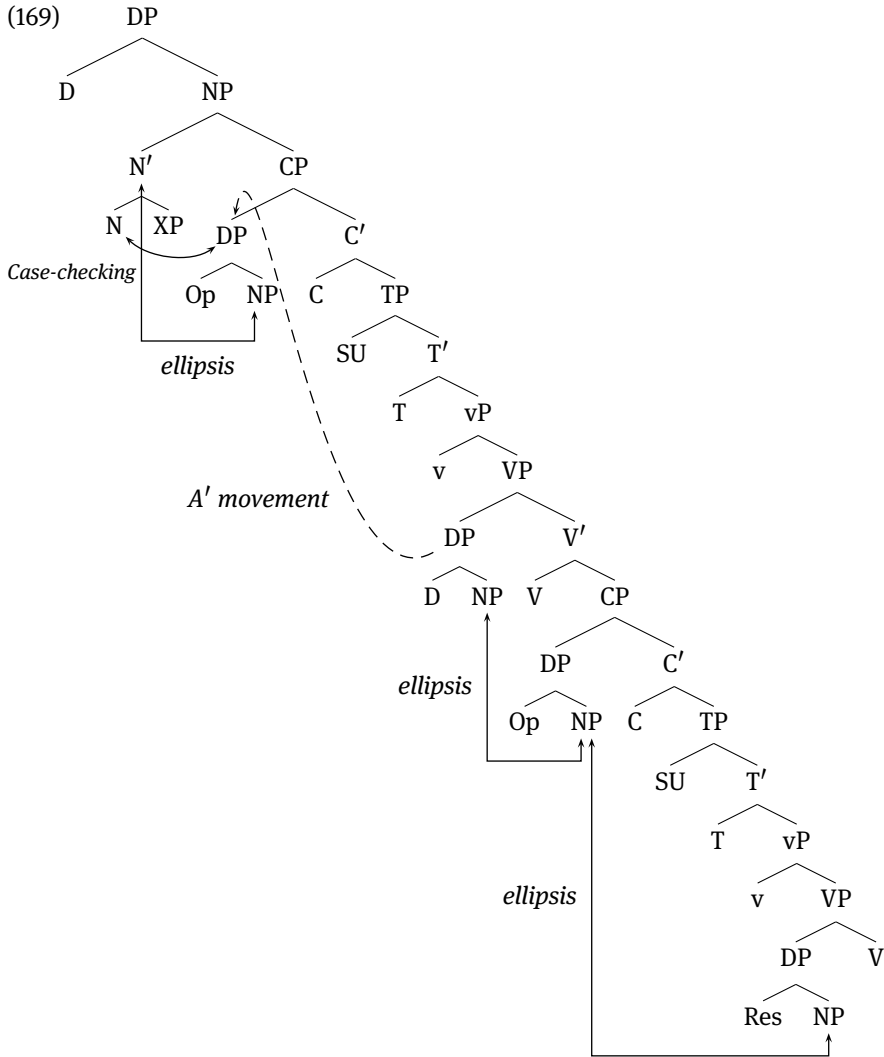 (169) DP
D NP
N′ CP
N XP DP C′
Case-checking
Op NP C TP
SU T′
ellipsis
T vP
v VP
A′ movement
DP V′
D NP V CP
DP C′
ellipsis
Op NP C TP
SU T′
T vP
ellipsis
v VP
DP V
Res NP